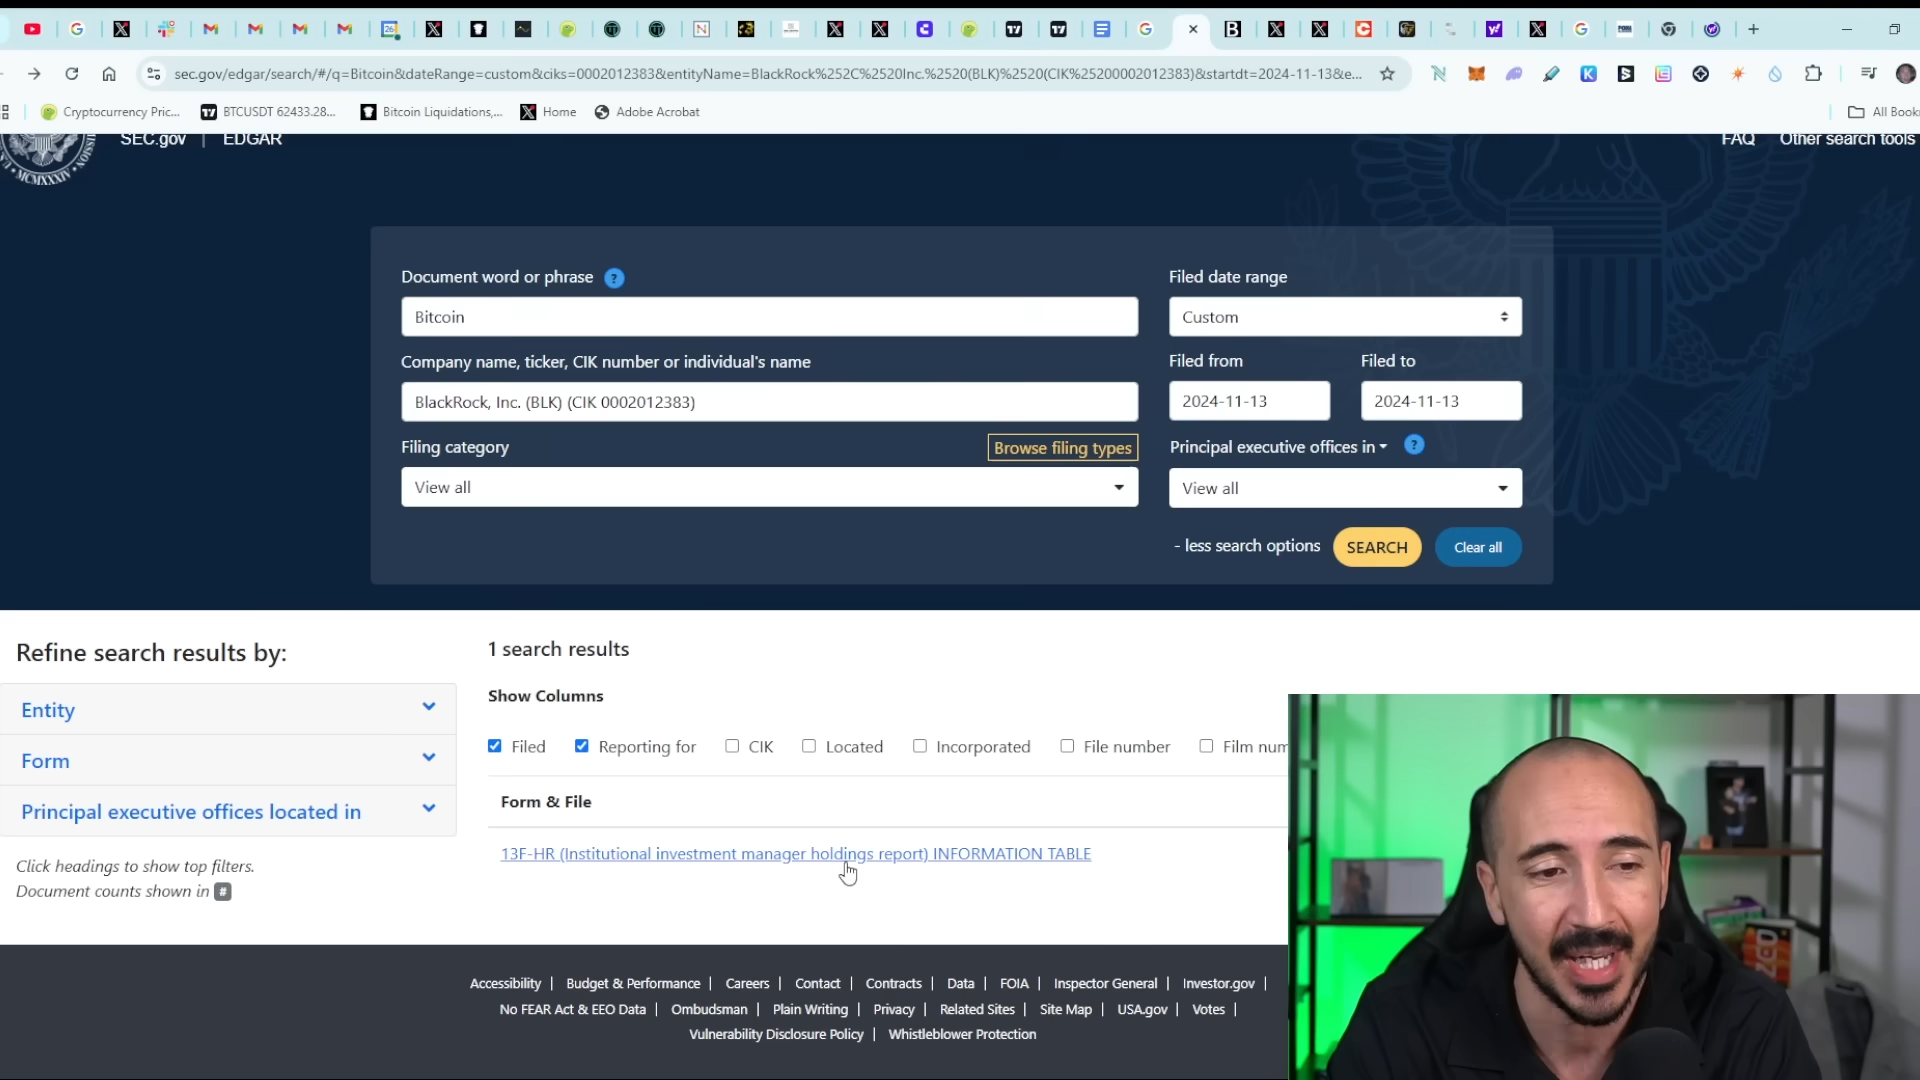 sec.gov/edgar/search/#/q=Bitcoin&dateRange=custom&ciks=0002012383&entityName=BlackRock%252C%2520Inc.%2520(BLK)%2520(CIK%25200002012383)&startdt=2024-11-13&e...
Cryptocurrency Pric...
BTCUSDT 62433.28...
Bitcoin Liquidations,...
Home
Adobe Acrobat
All Book
MCMXXXIV
SEC.gov | EDGAR
FAQ
Other search tools
Document word or phrase ?
Filed date range
Bitcoin
Custom
Company name, ticker, CIK number or individual's name
Filed from
Filed to
BlackRock, Inc. (BLK) (CIK 0002012383)
2024-11-13
2024-11-13
Filing category
Browse filing types
Principal executive offices in ?
View all
View all
- less search options
SEARCH
Clear all
Refine search results by:
1 search results
Show Columns
Entity
Filed
Reporting for
CIK
Located
Incorporated
File number
Film num
Form
Form & File
Principal executive offices located in
13F-HR (Institutional investment manager holdings report) INFORMATION TABLE
Click headings to show top filters.
Document counts shown in #
Accessibility | Budget & Performance | Careers | Contact | Contracts | Data | FOIA | Inspector General | Investor.gov |
No FEAR Act & EEO Data | Ombudsman | Plain Writing | Privacy | Related Sites | Site Map | USA.gov | Votes |
Vulnerability Disclosure Policy | Whistleblower Protection